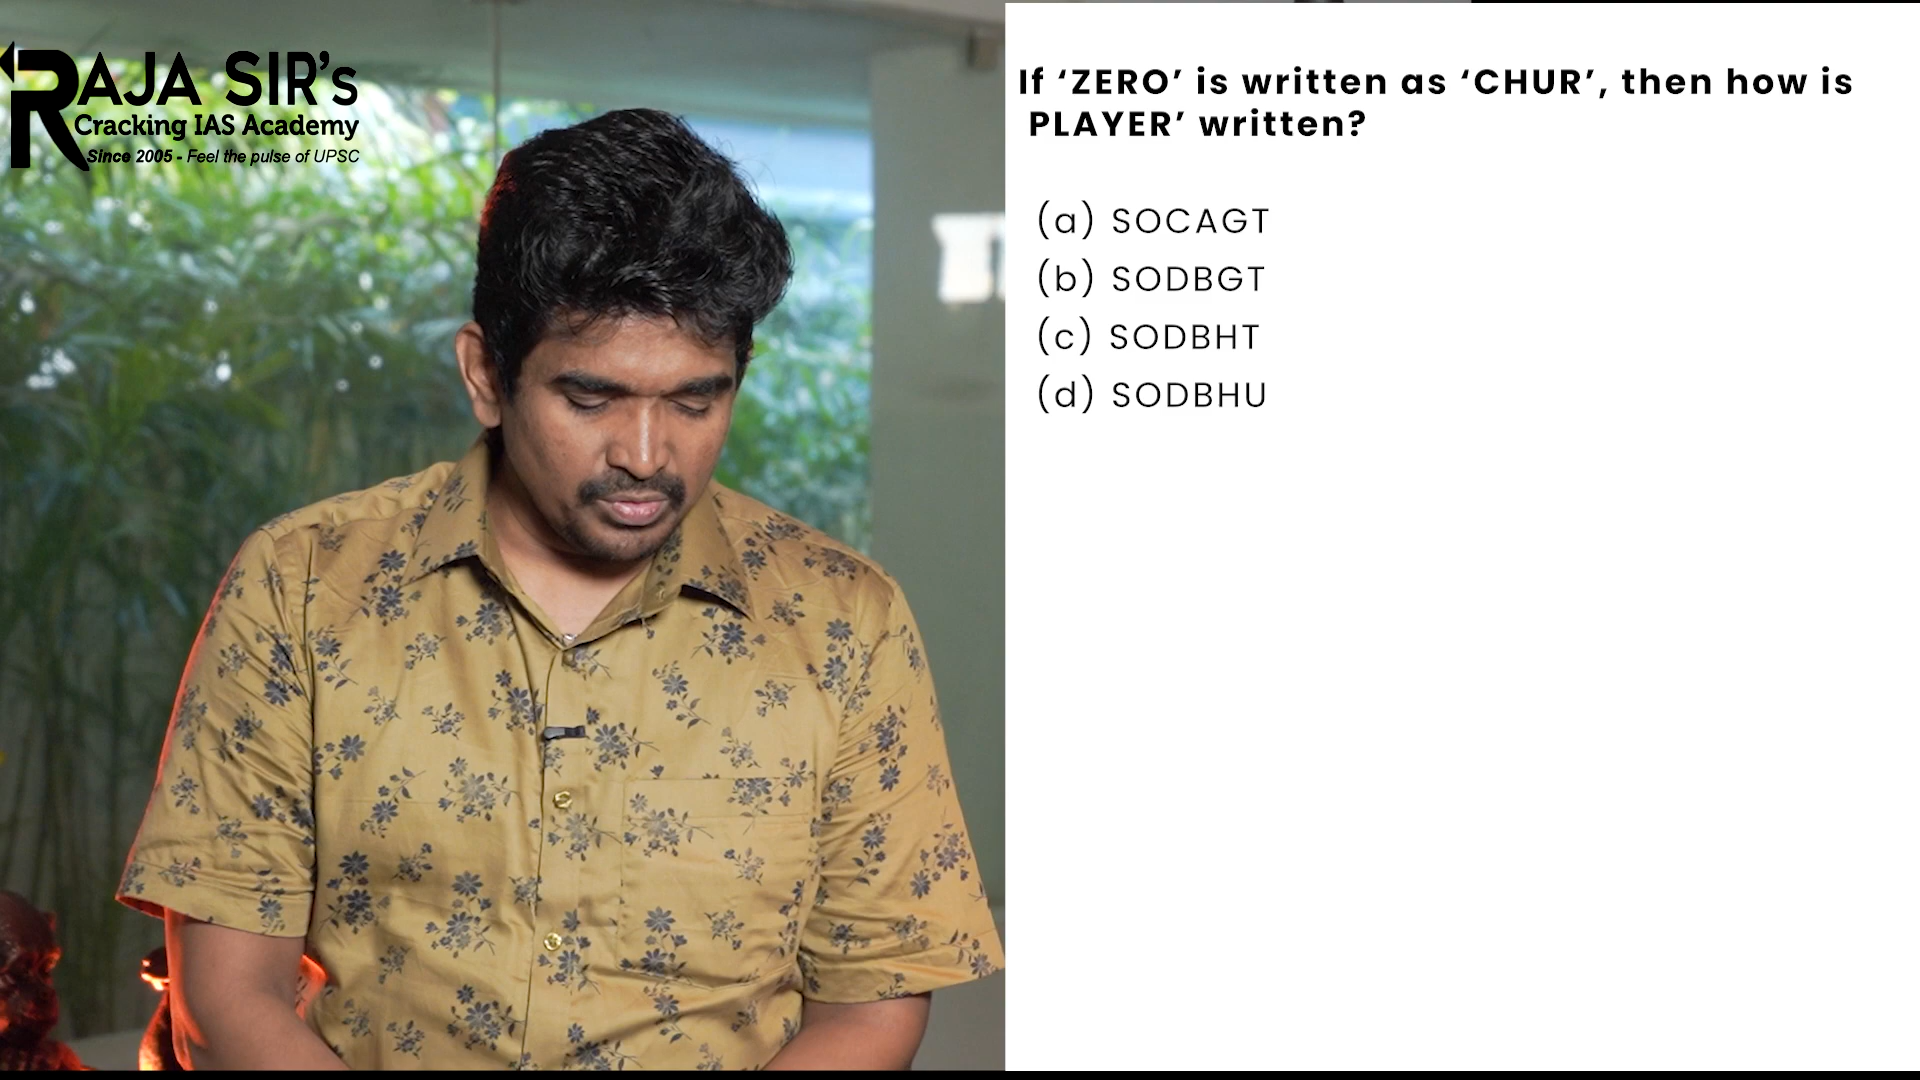 RAJA SIR's
Cracking IAS Academy
Since 2005 - Feel the pulse of UPSC
If ‘ZERO’ is written as ‘CHUR’, then how is
PLAYER’ written?
(a) SOCAGT
(b) SODBGT
(c) SODBHT
(d) SODBHU